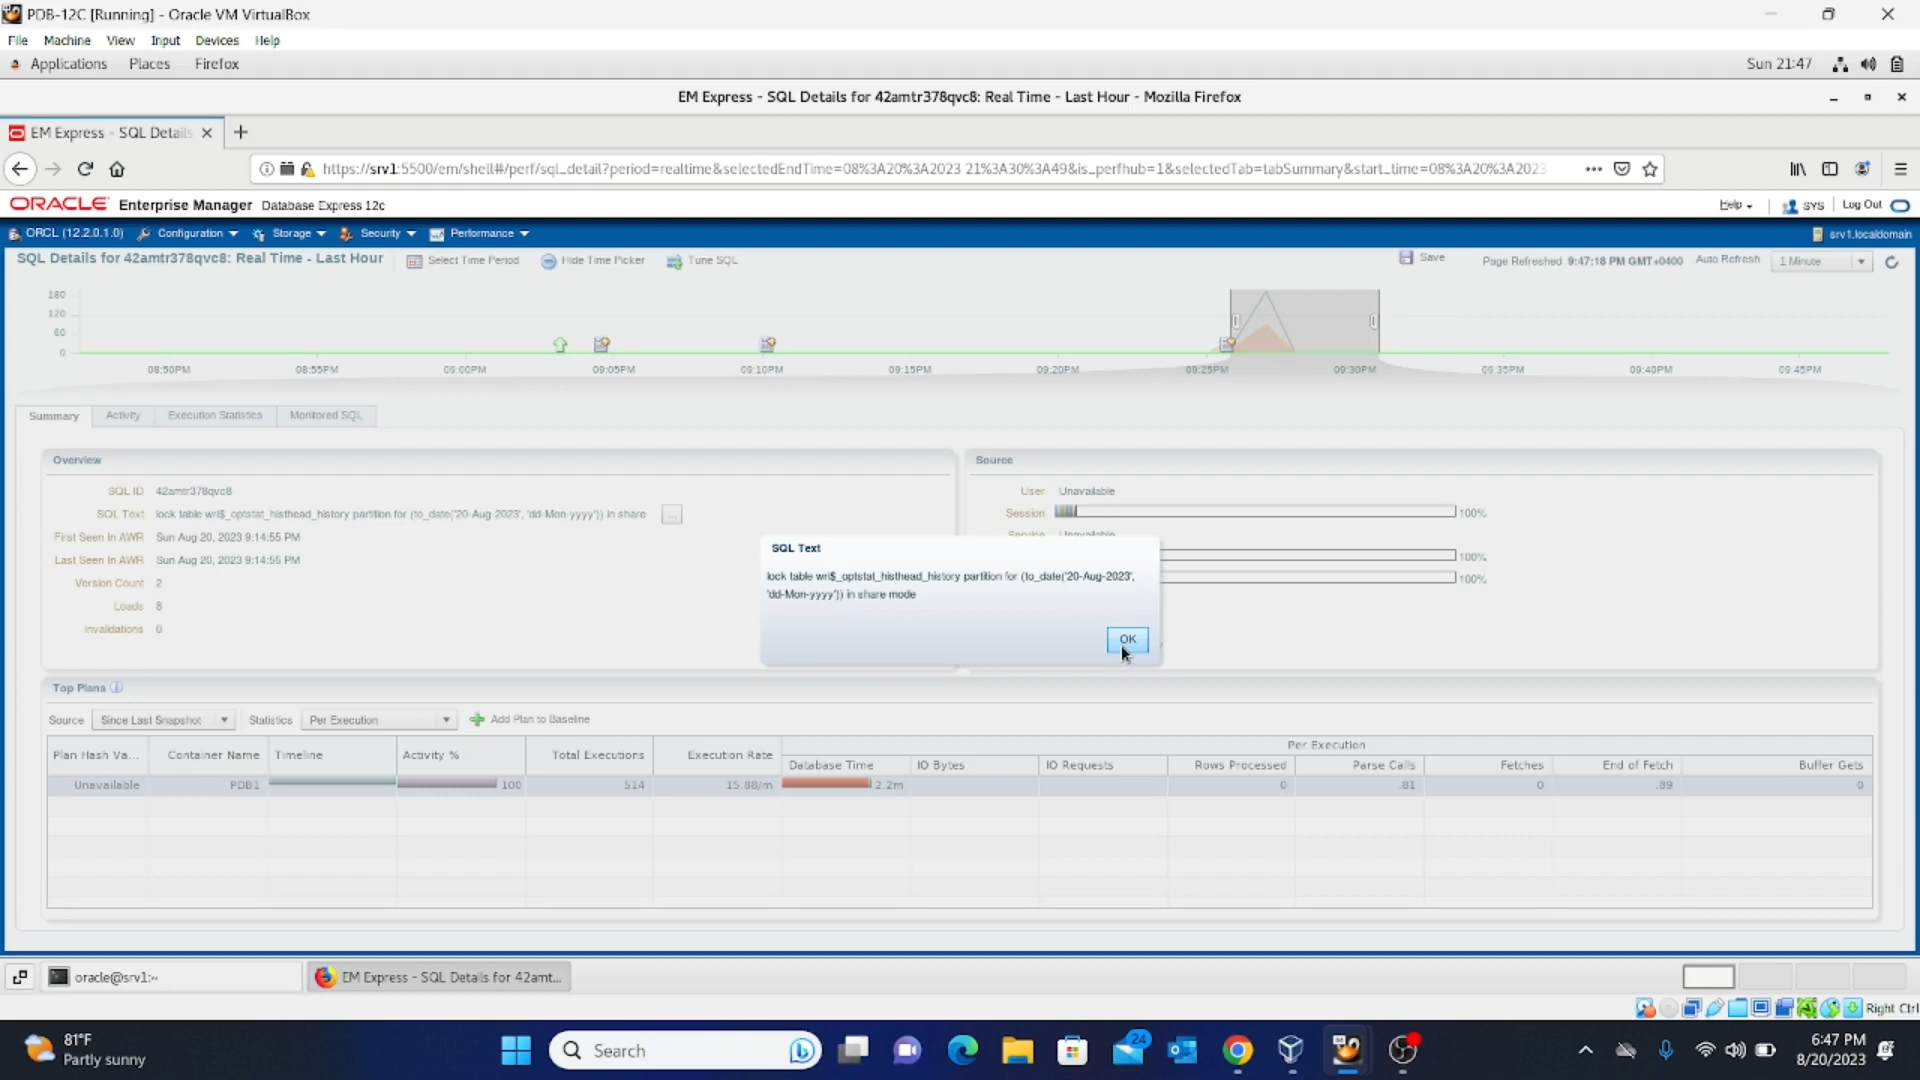 PDB-12C [Running] - Oracle VM VirtualBox
File Machine View Input Devices Help
Applications Places Firefox Sun 21:47
EM Express - SQL Details for 42amtr378qvc8: Real Time - Last Hour - Mozilla Firefox
EM Express - SQL Details
https://srv1:5500/em/shell#/perf/sql_detail?period=realtime&selectedEndTime=08%3A20%3A2023 21%3A30%3A49&is_perfhub=1&selectedTab=tabSummary&start_time=08%3A20%3A2023
ORACLE Enterprise Manager Database Express 12c Help SYS Log Out
ORCL (12.2.0.1.0) Configuration Storage Security Performance srv1.localdomain
SQL Details for 42amtr378qvc8: Real Time - Last Hour Select Time Period Hide Time Picker Tune SQL Save Page Refreshed 9:47:18 PM GMT+0400 Auto Refresh 1 Minute
180
120
60
0
08:50PM 08:55PM 09:00PM 09:05PM 09:10PM 09:15PM 09:20PM 09:25PM 09:30PM 09:35PM 09:40PM 09:45PM
Summary Activity Execution Statistics Monitored SQL
Overview
SQL ID 42amtr378qvc8
SQL Text lock table wri$_optstat_histhead_history partition for (to_date('20-Aug-2023', 'dd-Mon-yyyy')) in share ...
First Seen In AWR Sun Aug 20, 2023 9:14:55 PM
Last Seen In AWR Sun Aug 20, 2023 9:14:55 PM
Version Count 2
Loads 8
Invalidations 0
Source
User Unavailable
Session 100%
Service Unavailable
100%
100%
SQL Text
lock table wri$_optstat_histhead_history partition for (to_date('20-Aug-2023',
'dd-Mon-yyyy')) in share mode
OK
Top Plans
Source Since Last Snapshot Statistics Per Execution Add Plan to Baseline
Per Execution
Plan Hash Va... Container Name Timeline Activity % Total Executions Execution Rate Database Time IO Bytes IO Requests Rows Processed Parse Calls Fetches End of Fetch Buffer Gets
Unavailable PDB1 100 514 15.88/m 2.2m 0 .81 0 .89 0
oracle@srv1:~ EM Express - SQL Details for 42amt...
Right Ctrl
81°F
Partly sunny
Search
24
6:47 PM
8/20/2023